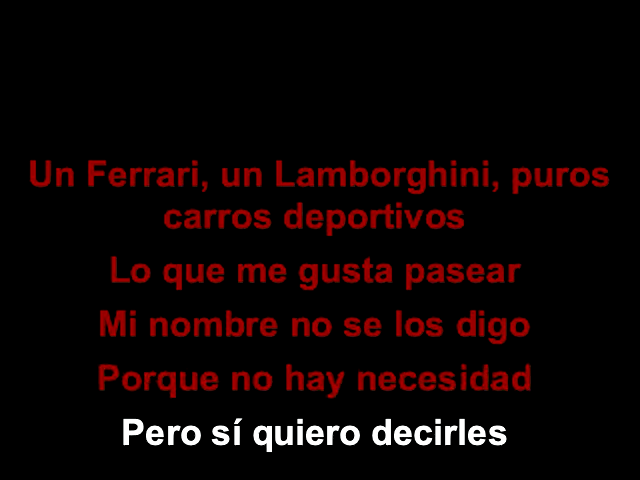 Un Ferrari, un Lamborghini, puros
carros deportivos
Lo que me gusta pasear
Mi nombre no se los digo
Porque no hay necesidad
Pero sí quiero decirles